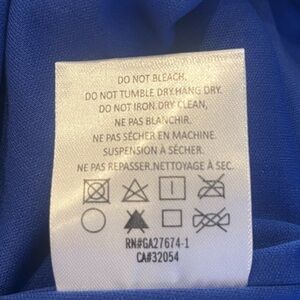 DO NOT BLEACH.
DO NOT TUMBLE DRY.HANG DRY.
DO NOT IRON.DRY CLEAN,
NE PAS BLANCHIR.
NE PAS SÉCHER EN MACHINE.
SUSPENSION À SÉCHER.
NE PAS REPASSER.NETTOYAGE À SEC.
RN#GA27674-1
CA#32054